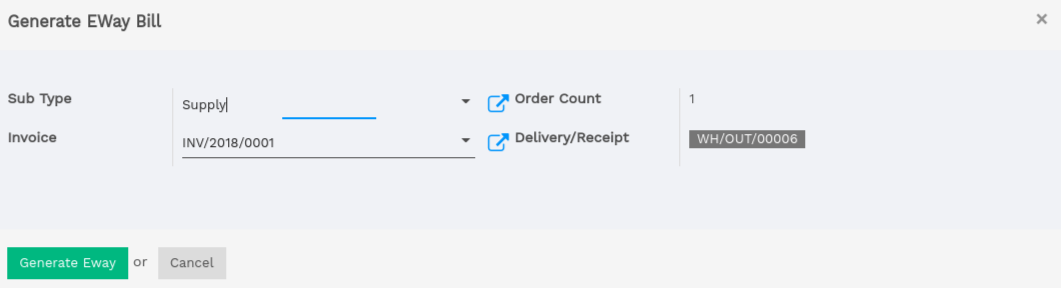 Generate EWay Bill ×
Sub Type Supply Order Count 1
Invoice INV/2018/0001 Delivery/Receipt WH/OUT/00006
Generate Eway or Cancel